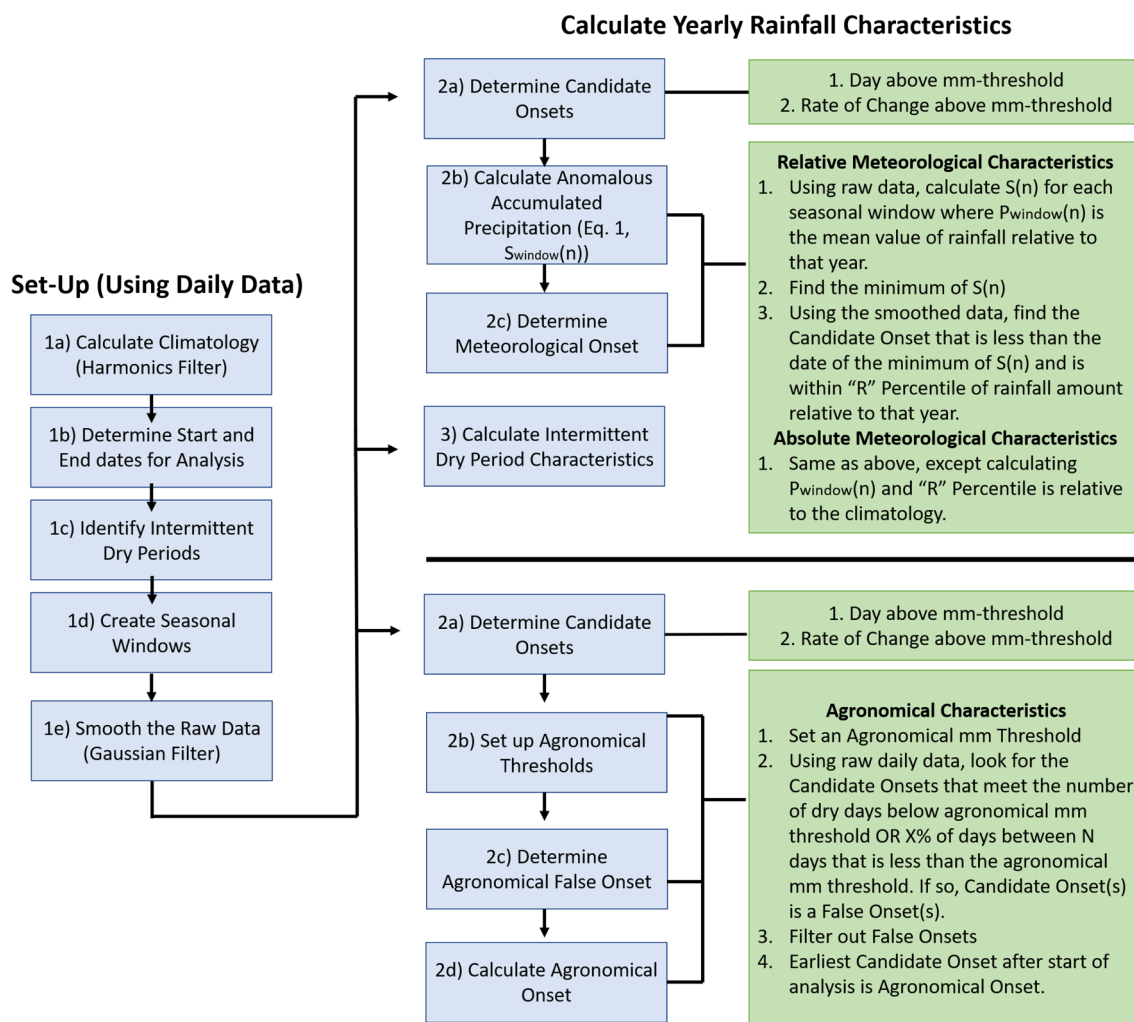 Calculate Yearly Rainfall Characteristics
Set-Up (Using Daily Data)
1a) Calculate Climatology
(Harmonics Filter)
1b) Determine Start and
End dates for Analysis
1c) Identify Intermittent
Dry Periods
1d) Create Seasonal
Windows
1e) Smooth the Raw Data
(Gaussian Filter)
2a) Determine Candidate
Onsets
1. Day above mm-threshold
2. Rate of Change above mm-threshold
2b) Calculate Anomalous
Accumulated
Precipitation (Eq. 1,
Swindow(n))
2c) Determine
Meteorological Onset
3) Calculate Intermittent
Dry Period Characteristics
Relative Meteorological Characteristics
1. Using raw data, calculate S(n) for each
seasonal window where Pwindow(n) is
the mean value of rainfall relative to
that year.
2. Find the minimum of S(n)
3. Using the smoothed data, find the
Candidate Onset that is less than the
date of the minimum of S(n) and is
within “R” Percentile of rainfall amount
relative to that year.
Absolute Meteorological Characteristics
1. Same as above, except calculating
Pwindow(n) and “R” Percentile is relative
to the climatology.
2a) Determine Candidate
Onsets
1. Day above mm-threshold
2. Rate of Change above mm-threshold
2b) Set up Agronomical
Thresholds
2c) Determine
Agronomical False Onset
2d) Calculate Agronomical
Onset
Agronomical Characteristics
1. Set an Agronomical mm Threshold
2. Using raw daily data, look for the
Candidate Onsets that meet the number
of dry days below agronomical mm
threshold OR X% of days between N
days that is less than the agronomical
mm threshold. If so, Candidate Onset(s)
is a False Onset(s).
3. Filter out False Onsets
4. Earliest Candidate Onset after start of
analysis is Agronomical Onset.